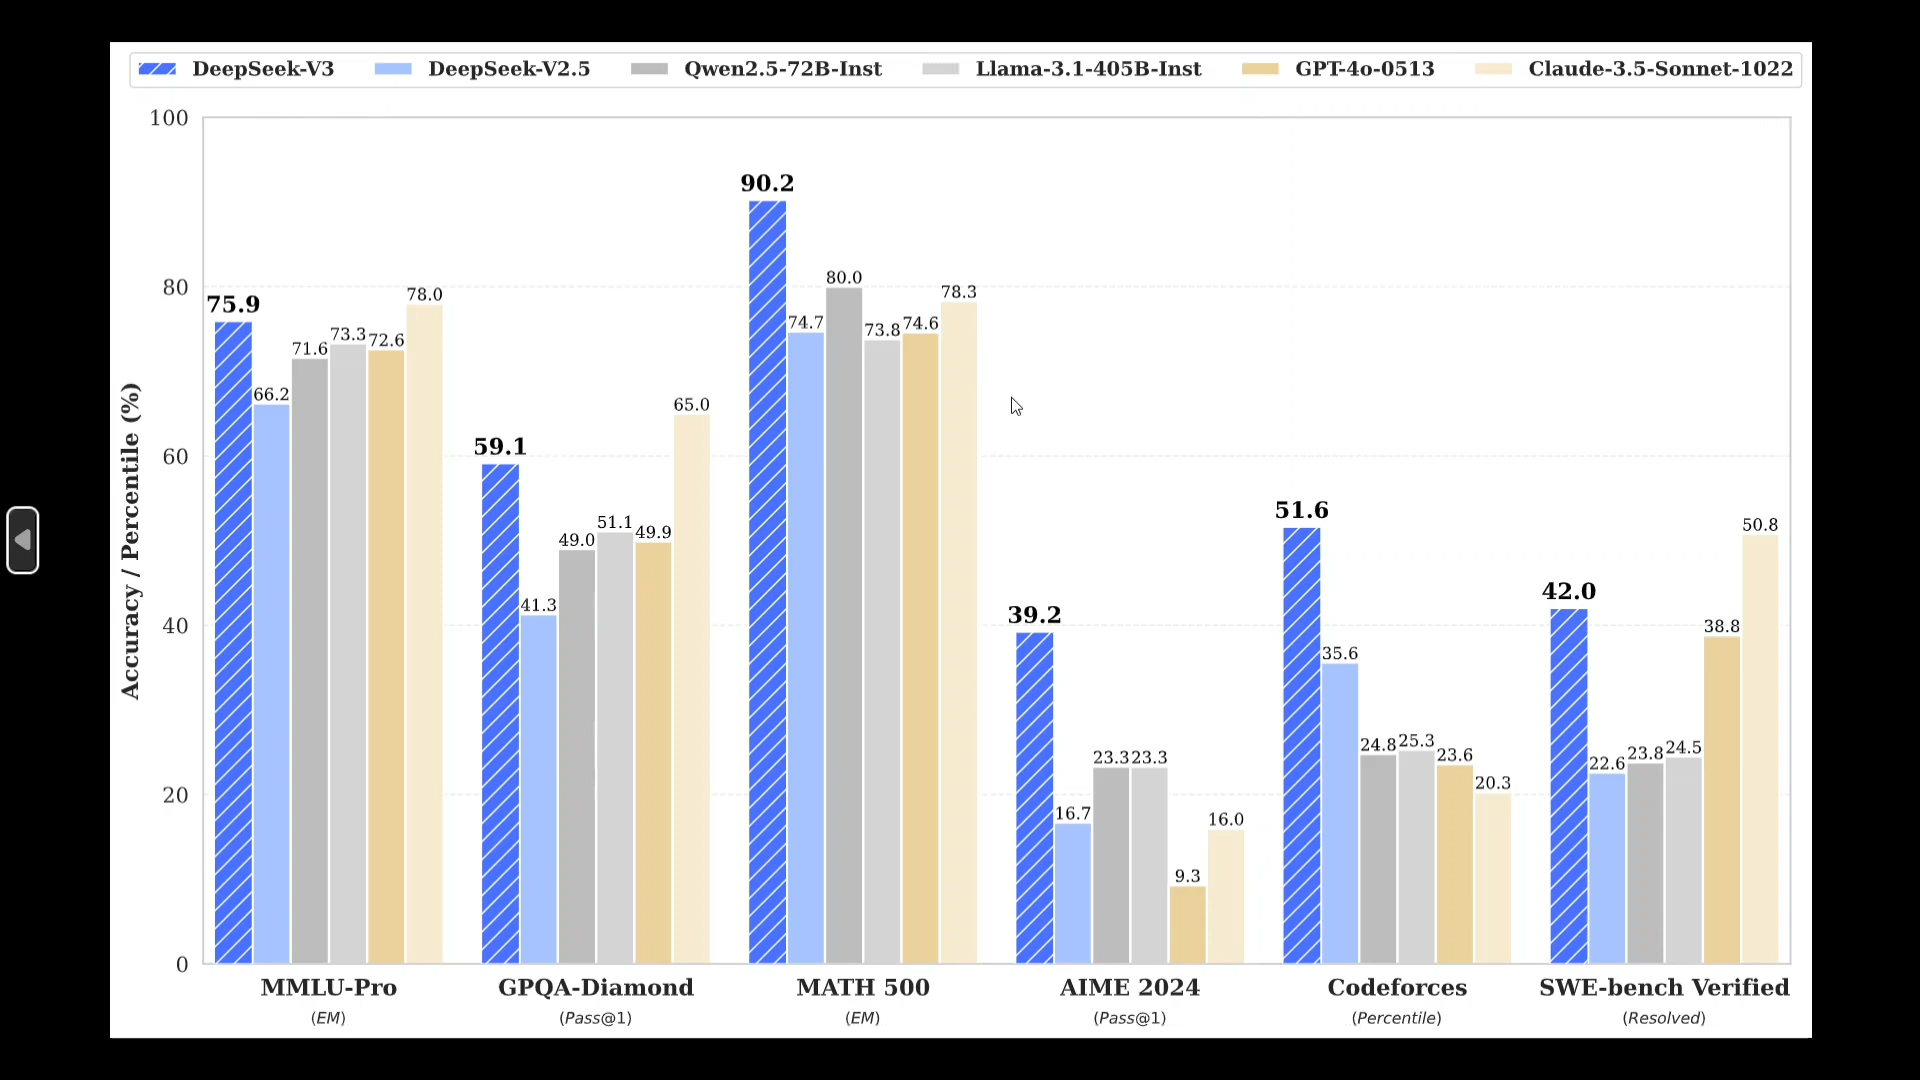 DeepSeek-V3 DeepSeek-V2.5 Qwen2.5-72B-Inst Llama-3.1-405B-Inst GPT-4o-0513 Claude-3.5-Sonnet-1022
Accuracy / Percentile (%)
100
80
60
40
20
0
75.9 66.2 71.6 73.3 72.6 78.0
59.1 41.3 49.0 51.1 49.9 65.0
90.2 74.7 80.0 73.8 74.6 78.3
39.2 16.7 23.3 23.3 9.3 16.0
51.6 35.6 24.8 25.3 23.6 20.3
42.0 22.6 23.8 24.5 38.8 50.8
MMLU-Pro GPQA-Diamond MATH 500 AIME 2024 Codeforces SWE-bench Verified
(EM) (Pass@1) (EM) (Pass@1) (Percentile) (Resolved)